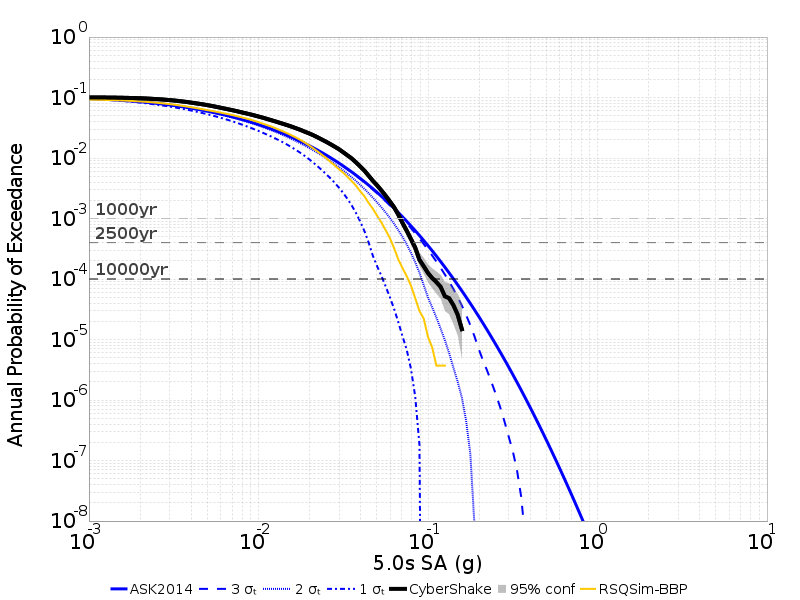 10⁰
10⁻¹
10⁻²
10⁻³
10⁻⁴
10⁻⁵
10⁻⁶
10⁻⁷
10⁻⁸
Annual Probability of Exceedance
1000yr
2500yr
10000yr
10⁻³ 10⁻² 10⁻¹ 10⁰ 10¹
5.0s SA (g)
ASK2014 3 σₜ 2 σₜ 1 σₜ CyberShake 95% conf RSQSim-BBP